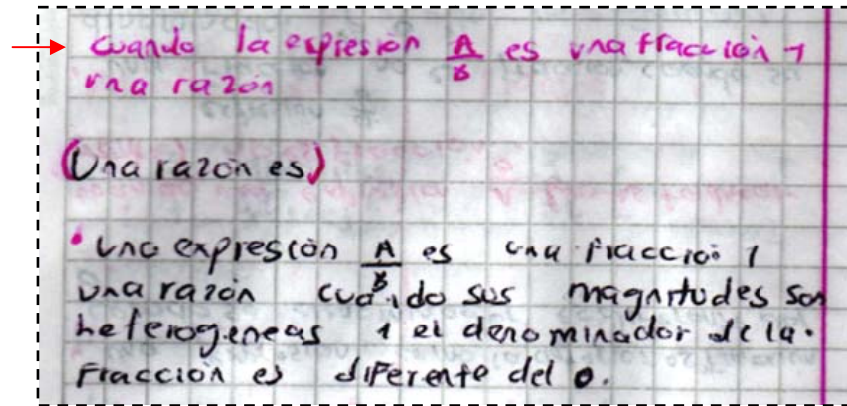 cuando la expresión A/B es una fracción y
una razón
(Una razón es)
• Una expresión A/B es una fracción y
una razón cuando sus magnitudes son
heterogeneas y el denominador de la
Fracción es diferente del 0.